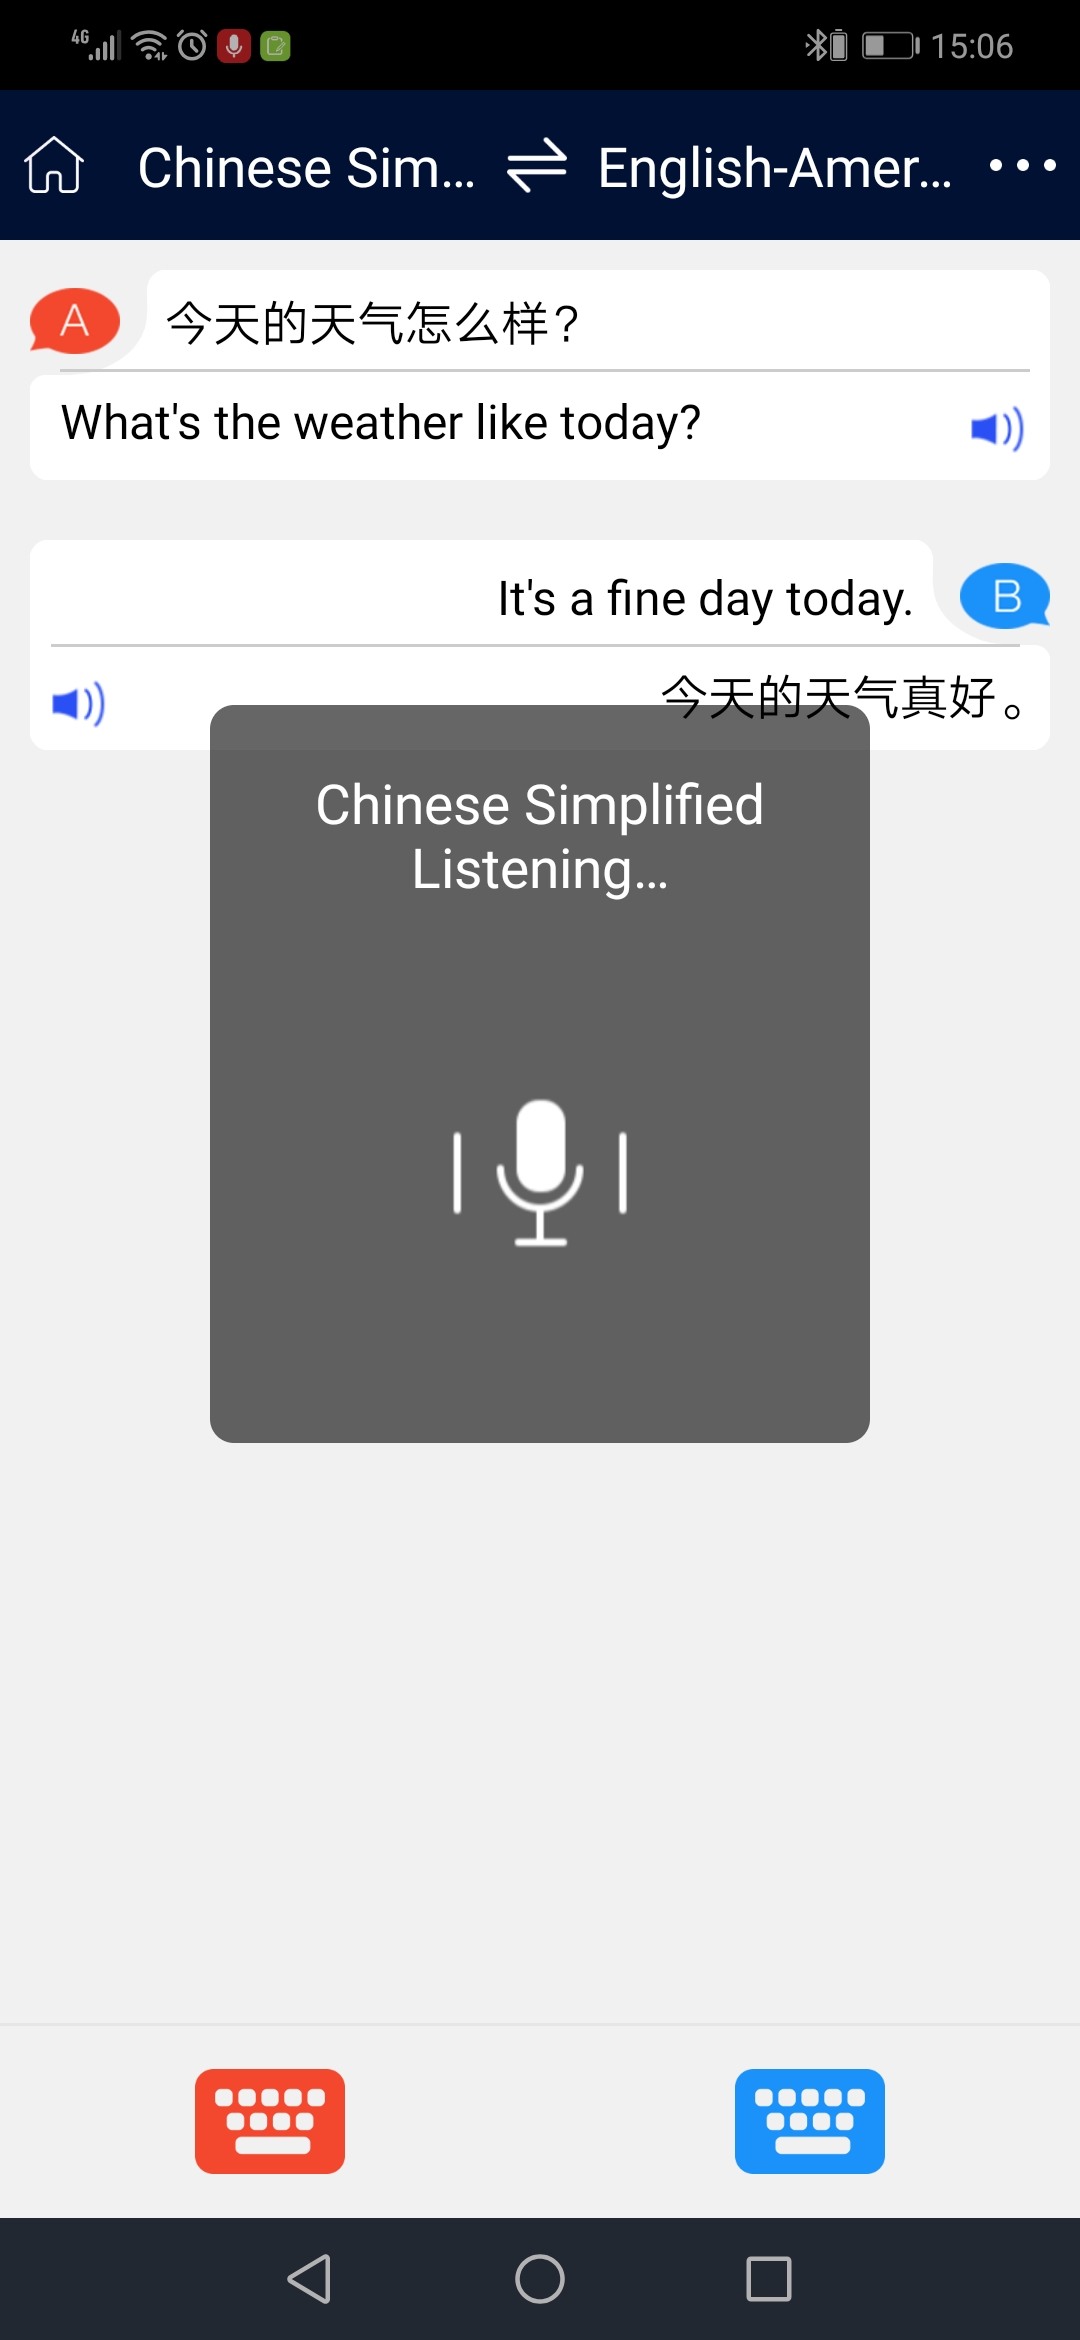 4G 15:06
Chinese Sim... English-Amer...
A 今天的天气怎么样？
What's the weather like today?
It's a fine day today. B
今天的天气真好。
Chinese Simplified
Listening...